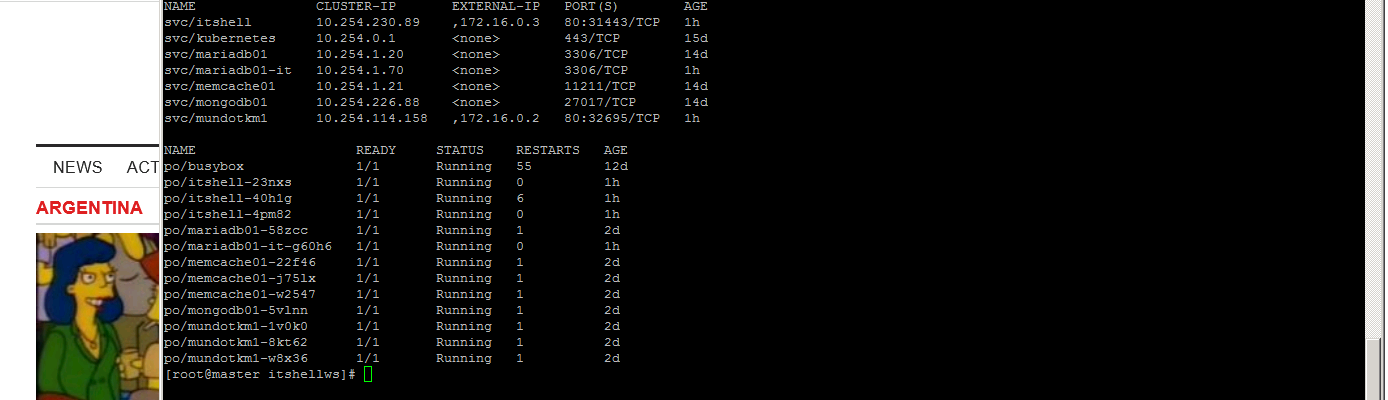 NAME CLUSTER-IP EXTERNAL-IP PORT(S) AGE
svc/itshell 10.254.230.89 ,172.16.0.3 80:31443/TCP 1h
svc/kubernetes 10.254.0.1 <none> 443/TCP 15d
svc/mariadb01 10.254.1.20 <none> 3306/TCP 14d
svc/mariadb01-it 10.254.1.70 <none> 3306/TCP 1h
svc/memcache01 10.254.1.21 <none> 11211/TCP 14d
svc/mongodb01 10.254.226.88 <none> 27017/TCP 14d
svc/mundotkm1 10.254.114.158 ,172.16.0.2 80:32695/TCP 1h
NAME READY STATUS RESTARTS AGE
po/busybox 1/1 Running 55 12d
po/itshell-23nxs 1/1 Running 0 1h
po/itshell-40h1g 1/1 Running 6 1h
po/itshell-4pm82 1/1 Running 0 1h
po/mariadb01-58zcc 1/1 Running 1 2d
po/mariadb01-it-g60h6 1/1 Running 0 1h
po/memcache01-22f46 1/1 Running 1 2d
po/memcache01-j75lx 1/1 Running 1 2d
po/memcache01-w2547 1/1 Running 1 2d
po/mongodb01-5vlnn 1/1 Running 1 2d
po/mundotkm1-1v0k0 1/1 Running 1 2d
po/mundotkm1-8kt62 1/1 Running 1 2d
po/mundotkm1-w8x36 1/1 Running 1 2d
[root@master itshellws]#
NEWS ACT
ARGENTINA